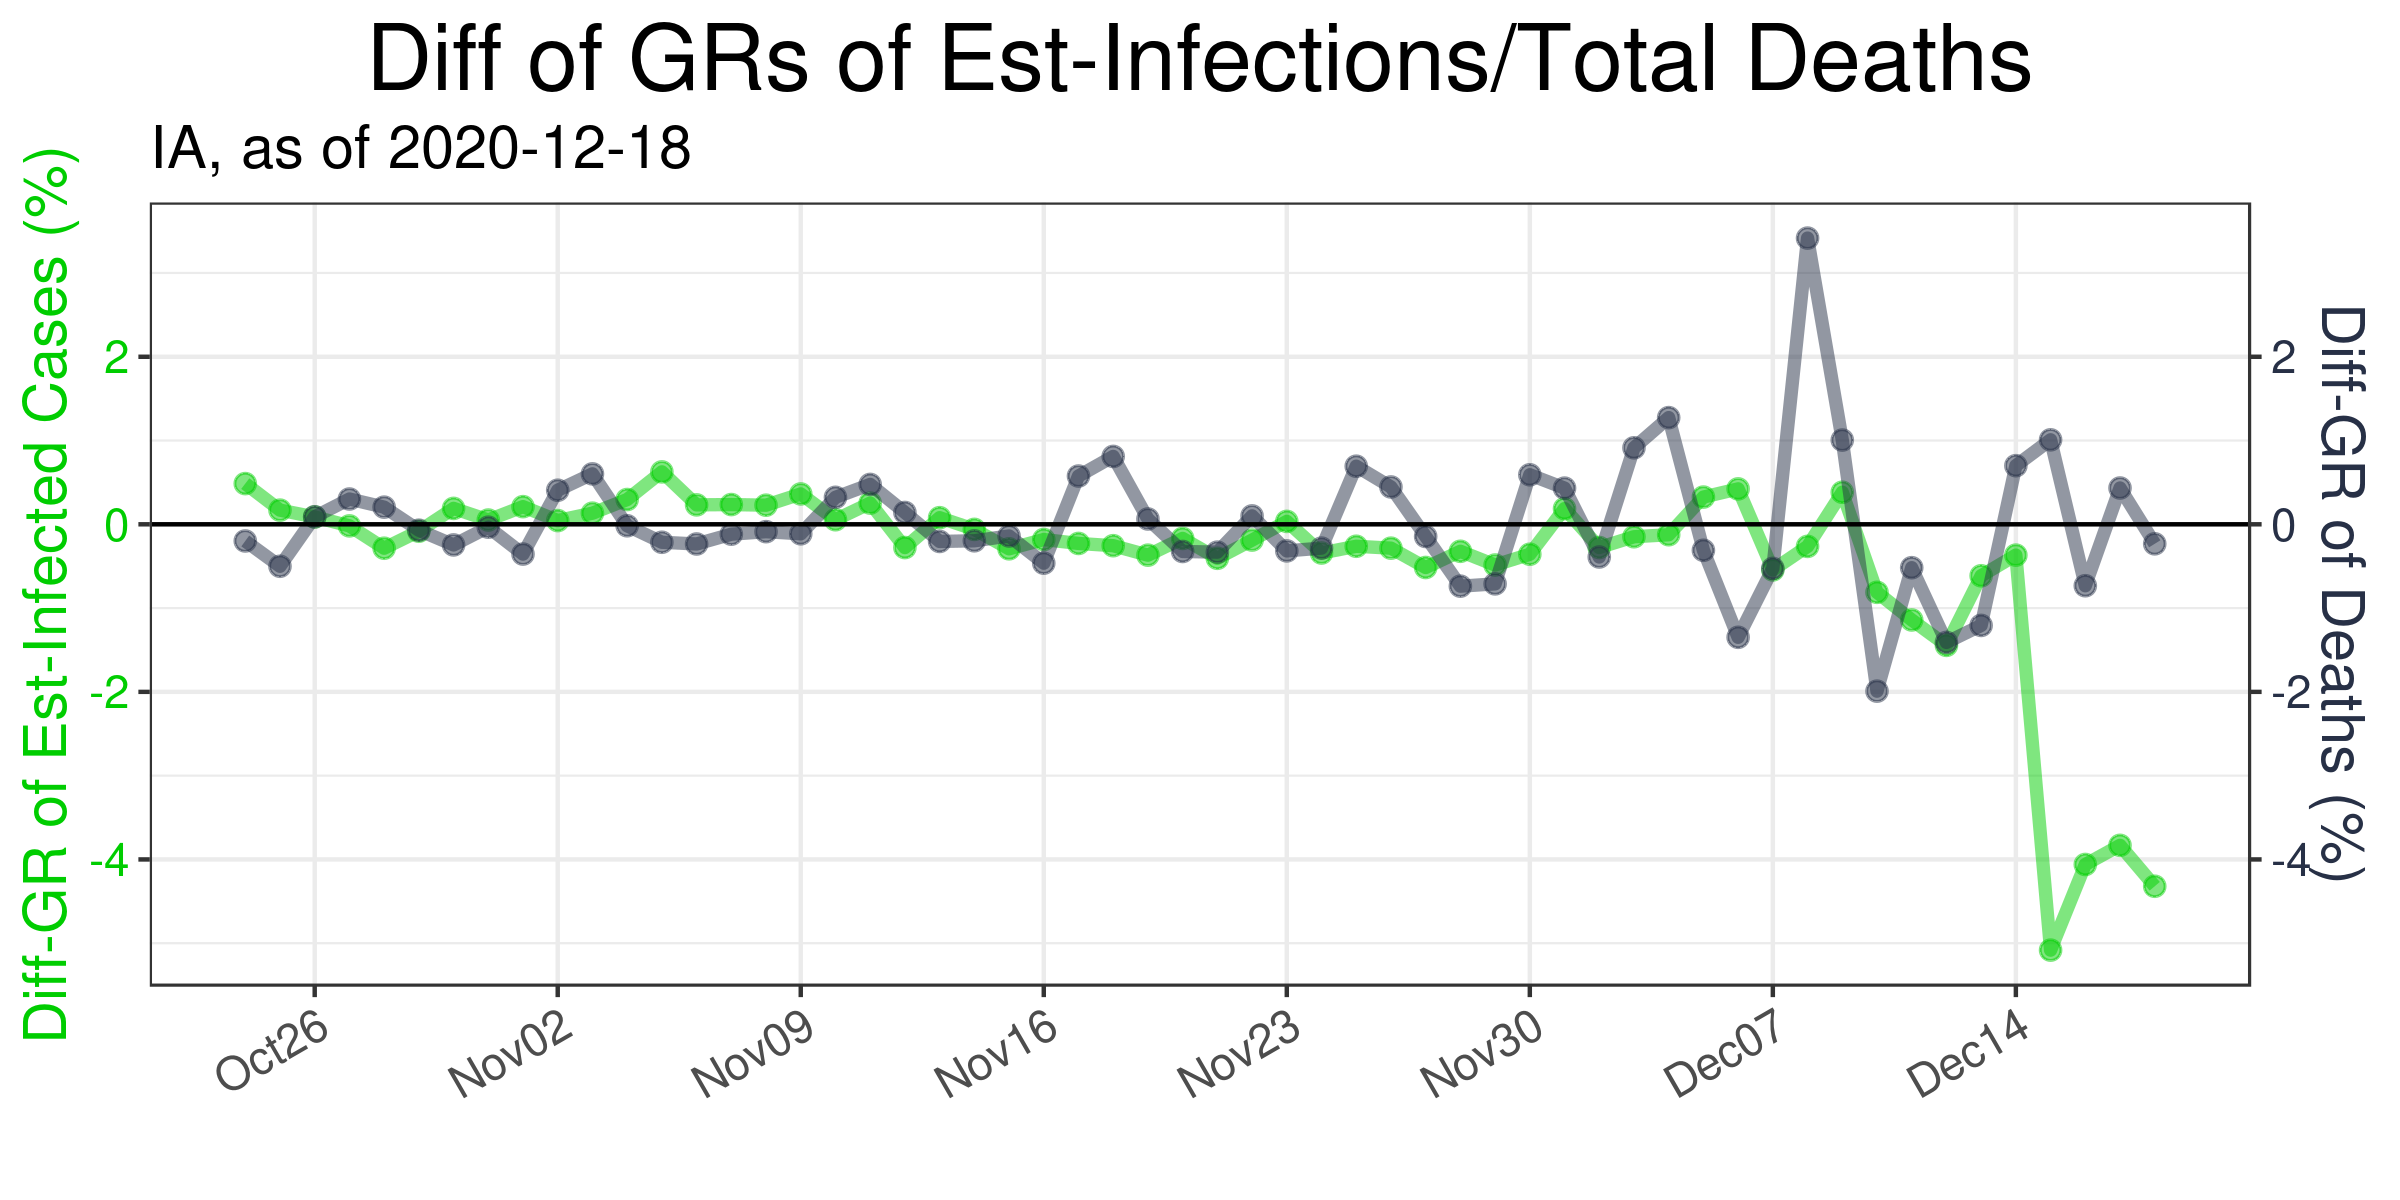 Diff of GRs of Est-Infections/Total Deaths
IA, as of 2020-12-18
Diff-GR of Est-Infected Cases (%)
2
0
-2
-4
2
0
-2
-4
Diff-GR of Deaths (%)
Oct26
Nov02
Nov09
Nov16
Nov23
Nov30
Dec07
Dec14